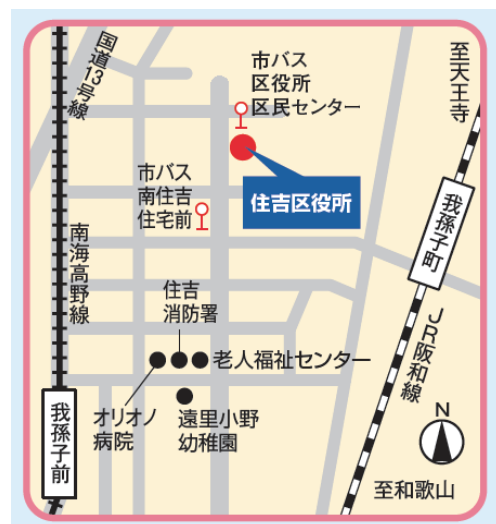 国道13号線
市バス
区役所
区民センター
至天王寺
住吉区役所
市バス
南住吉
住宅前
我孫子町
南海高野線
住吉
消防署
JR阪和線
老人福祉センター
オリオノ
病院
遠里小野
幼稚園
我孫子前
N
至和歌山